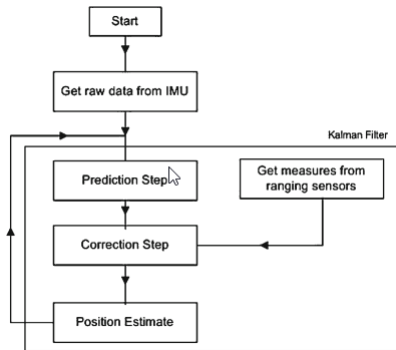 Start
Get raw data from IMU
Kalman Filter
Prediction Step
Get measures from
ranging sensors
Correction Step
Position Estimate